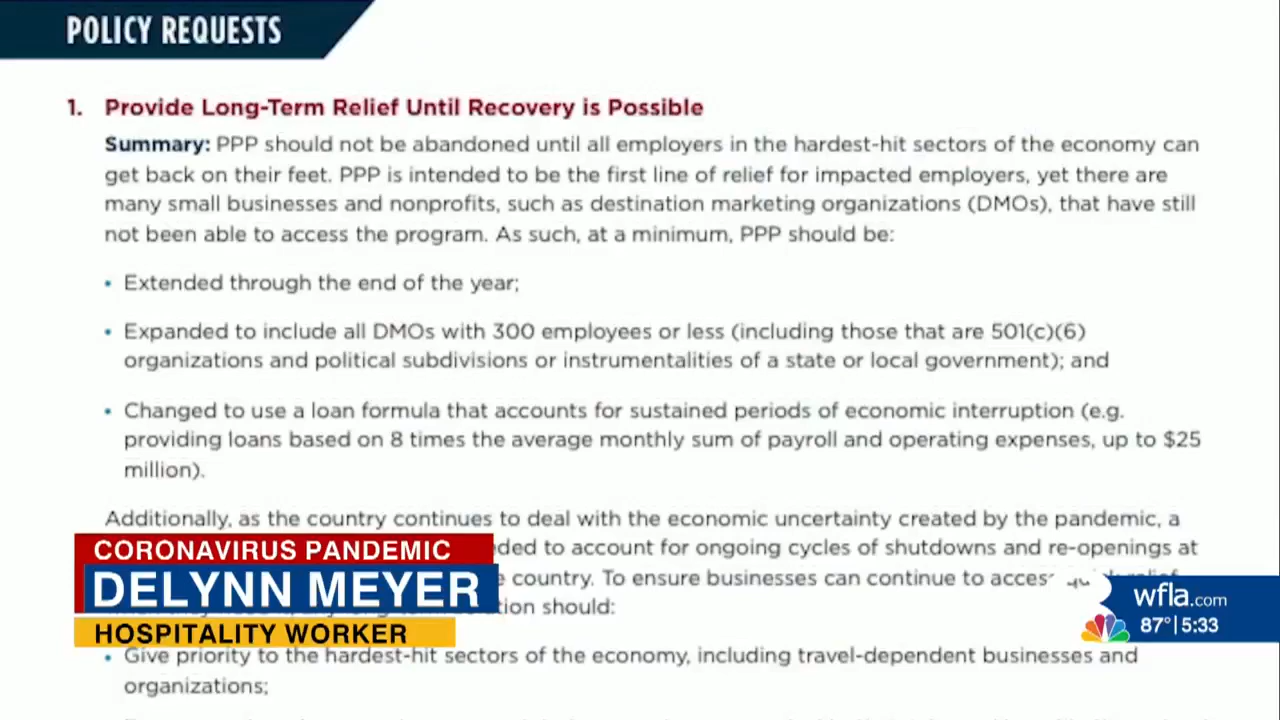 POLICY REQUESTS
1. Provide Long-Term Relief Until Recovery is Possible
Summary: PPP should not be abandoned until all employers in the hardest-hit sectors of the economy can
get back on their feet. PPP is intended to be the first line of relief for impacted employers, yet there are
many small businesses and nonprofits, such as destination marketing organizations (DMOs), that have still
not been able to access the program. As such, at a minimum, PPP should be:
• Extended through the end of the year;
• Expanded to include all DMOs with 300 employees or less (including those that are 501(c)(6)
organizations and political subdivisions or instrumentalities of a state or local government); and
• Changed to use a loan formula that accounts for sustained periods of economic interruption (e.g.
providing loans based on 8 times the average monthly sum of payroll and operating expenses, up to $25
million).
Additionally, as the country continues to deal with the economic uncertainty created by the pandemic, a
to account for ongoing cycles of shutdowns and re-openings at
country. To ensure businesses can continue to access
should:
CORONAVIRUS PANDEMIC
DELYNN MEYER
HOSPITALITY WORKER
wfla.com
87° 5:33
• Give priority to the hardest-hit sectors of the economy, including travel-dependent businesses and
organizations;